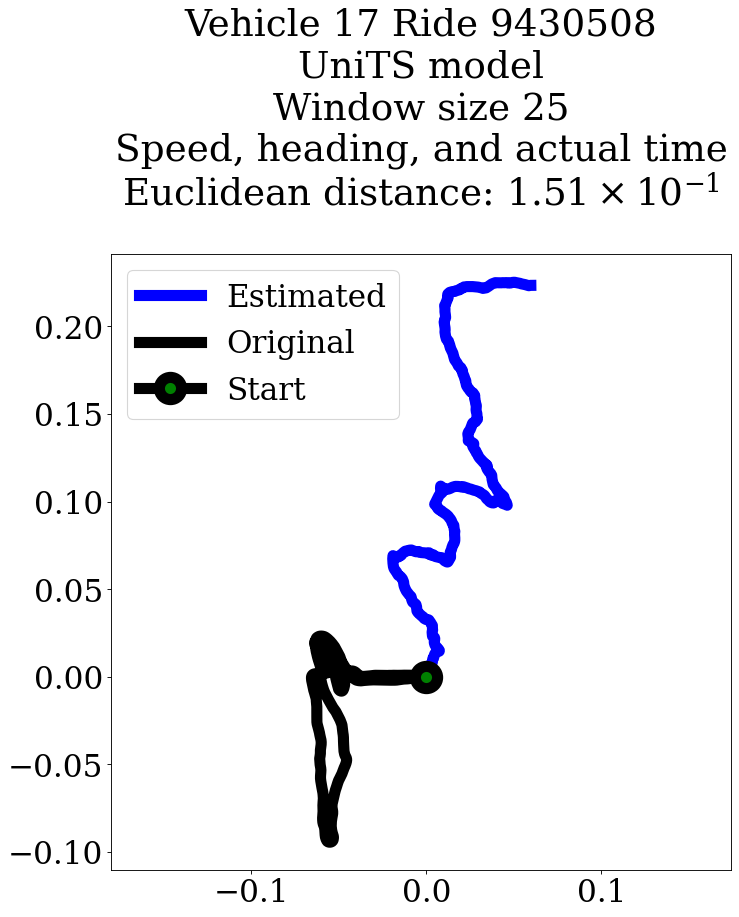 Vehicle 17 Ride 9430508
UniTS model
Window size 25
Speed, heading, and actual time
Euclidean distance: 1.51 × 10⁻¹
Estimated
Original
Start
0.20
0.15
0.10
0.05
0.00
−0.05
−0.10
−0.1 0.0 0.1